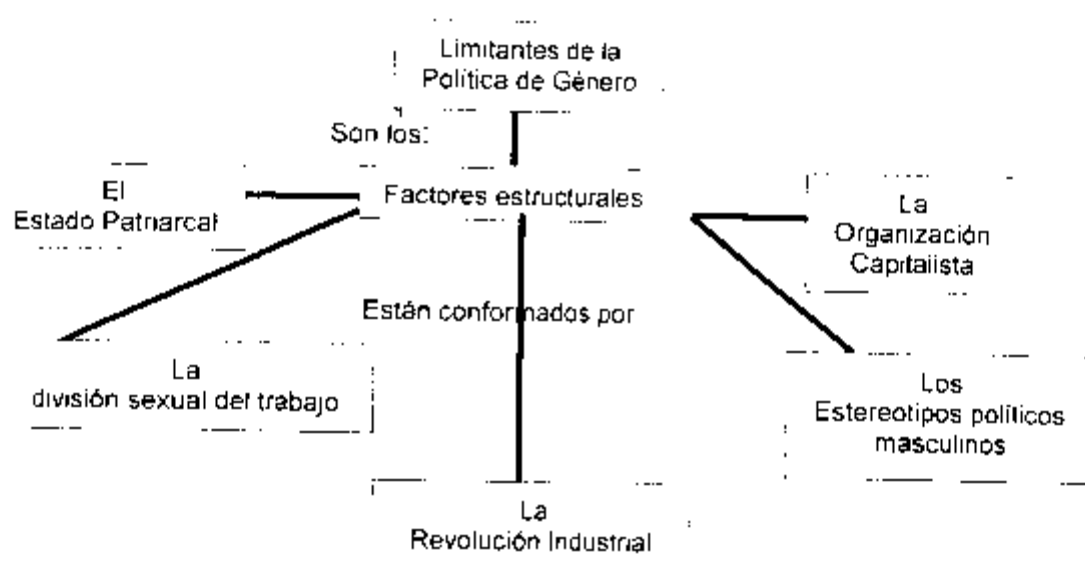 Limitantes de la
Política de Género
Son los:
Factores estructurales
El
Estado Patriarcal
La
Organización
Capitalista
Están conformados por
La
división sexual del trabajo
Los
Estereotipos políticos
masculinos
La
Revolución Industrial